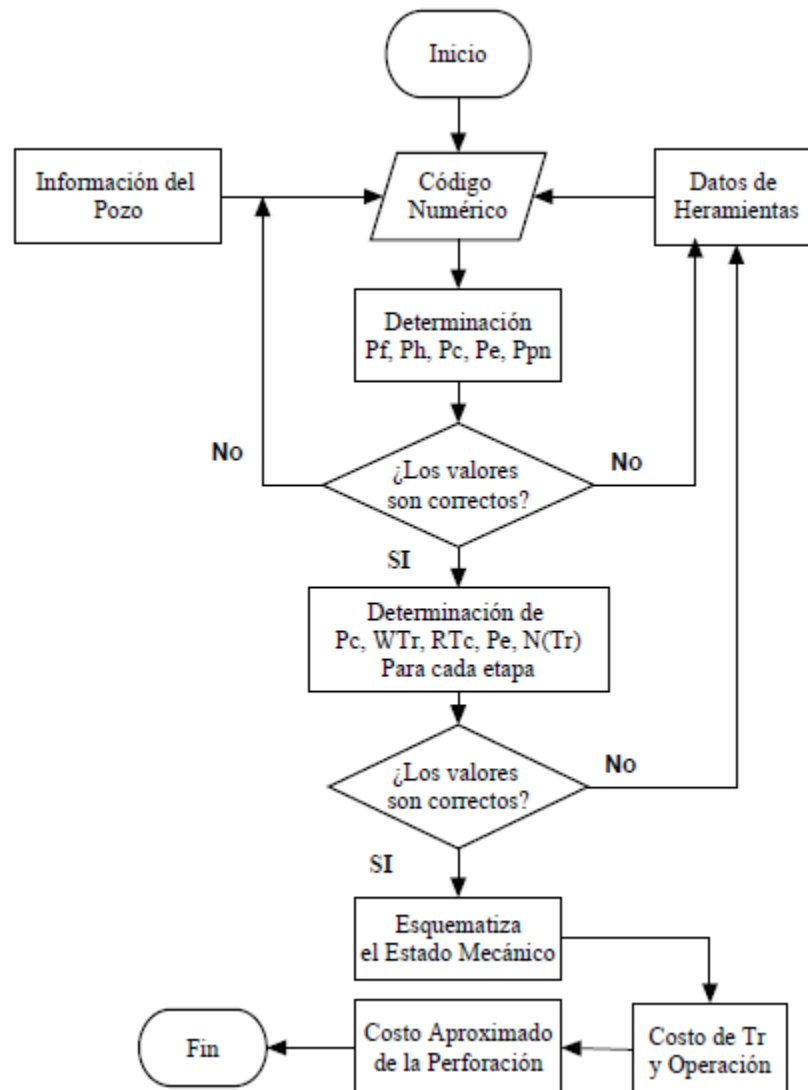 Inicio
Información del
Pozo
Código
Numérico
Datos de
Heramientas
Determinación
Pf, Ph, Pc, Pe, Ppn
No
¿Los valores
son correctos?
No
SI
Determinación de
Pc, WTr, RTc, Pe, N(Tr)
Para cada etapa
¿Los valores
son correctos?
No
SI
Esquematiza
el Estado Mecánico
Fin
Costo Aproximado
de la Perforación
Costo de Tr
y Operación